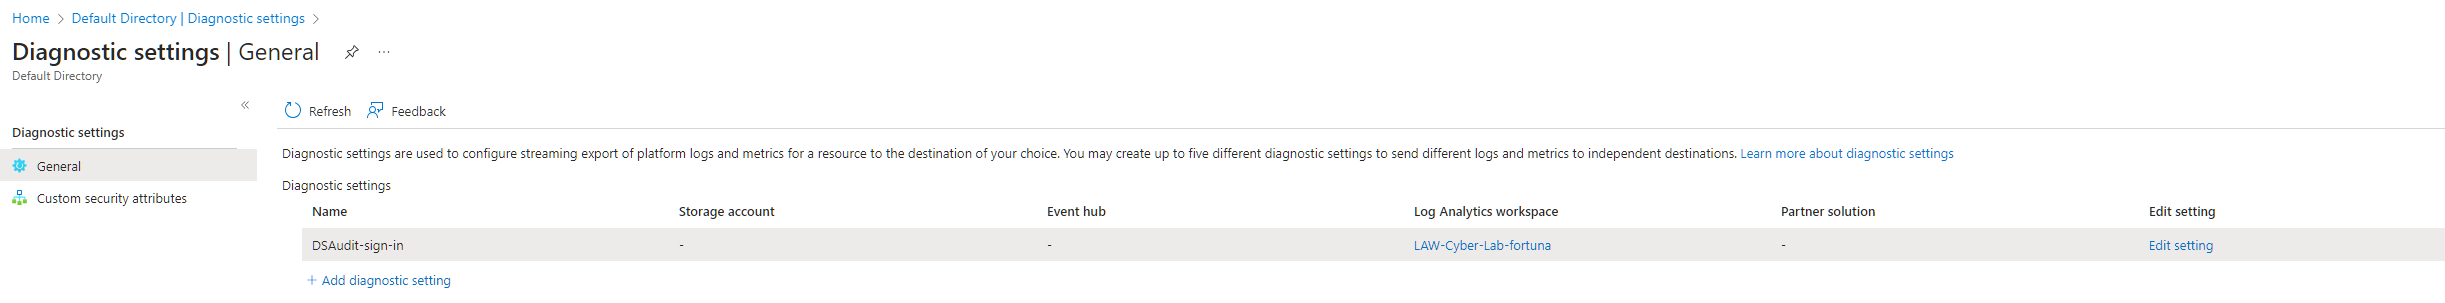 Home > Default Directory | Diagnostic settings >
Diagnostic settings | General
Default Directory
Refresh Feedback
Diagnostic settings
General
Custom security attributes
Diagnostic settings are used to configure streaming export of platform logs and metrics for a resource to the destination of your choice. You may create up to five different diagnostic settings to send different logs and metrics to independent destinations. Learn more about diagnostic settings
Diagnostic settings
Name Storage account Event hub Log Analytics workspace Partner solution Edit setting
DSAudit-sign-in - - LAW-Cyber-Lab-fortuna - Edit setting
+ Add diagnostic setting